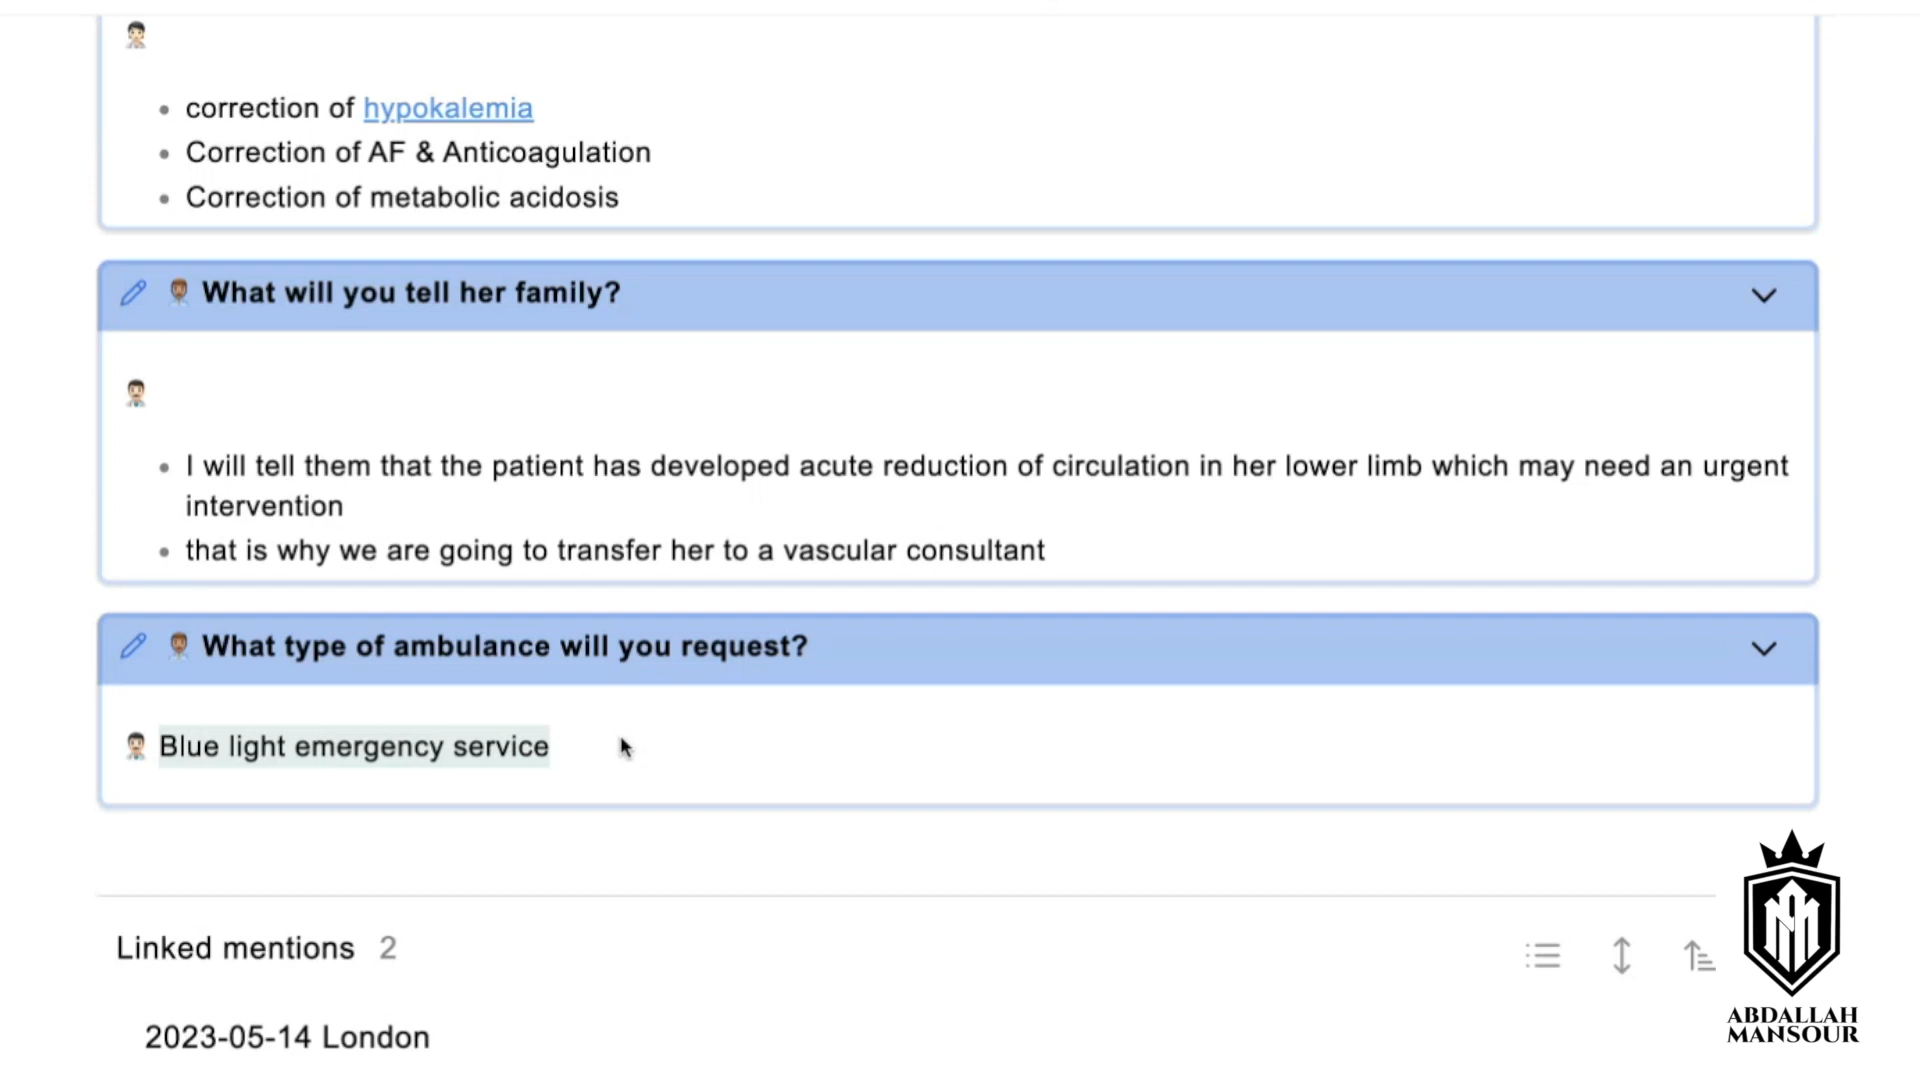 correction of hypokalemia
Correction of AF & Anticoagulation
Correction of metabolic acidosis
What will you tell her family?
I will tell them that the patient has developed acute reduction of circulation in her lower limb which may need an urgent
intervention
that is why we are going to transfer her to a vascular consultant
What type of ambulance will you request?
Blue light emergency service
Linked mentions 2
2023-05-14 London
ABDALLAH
MANSOUR